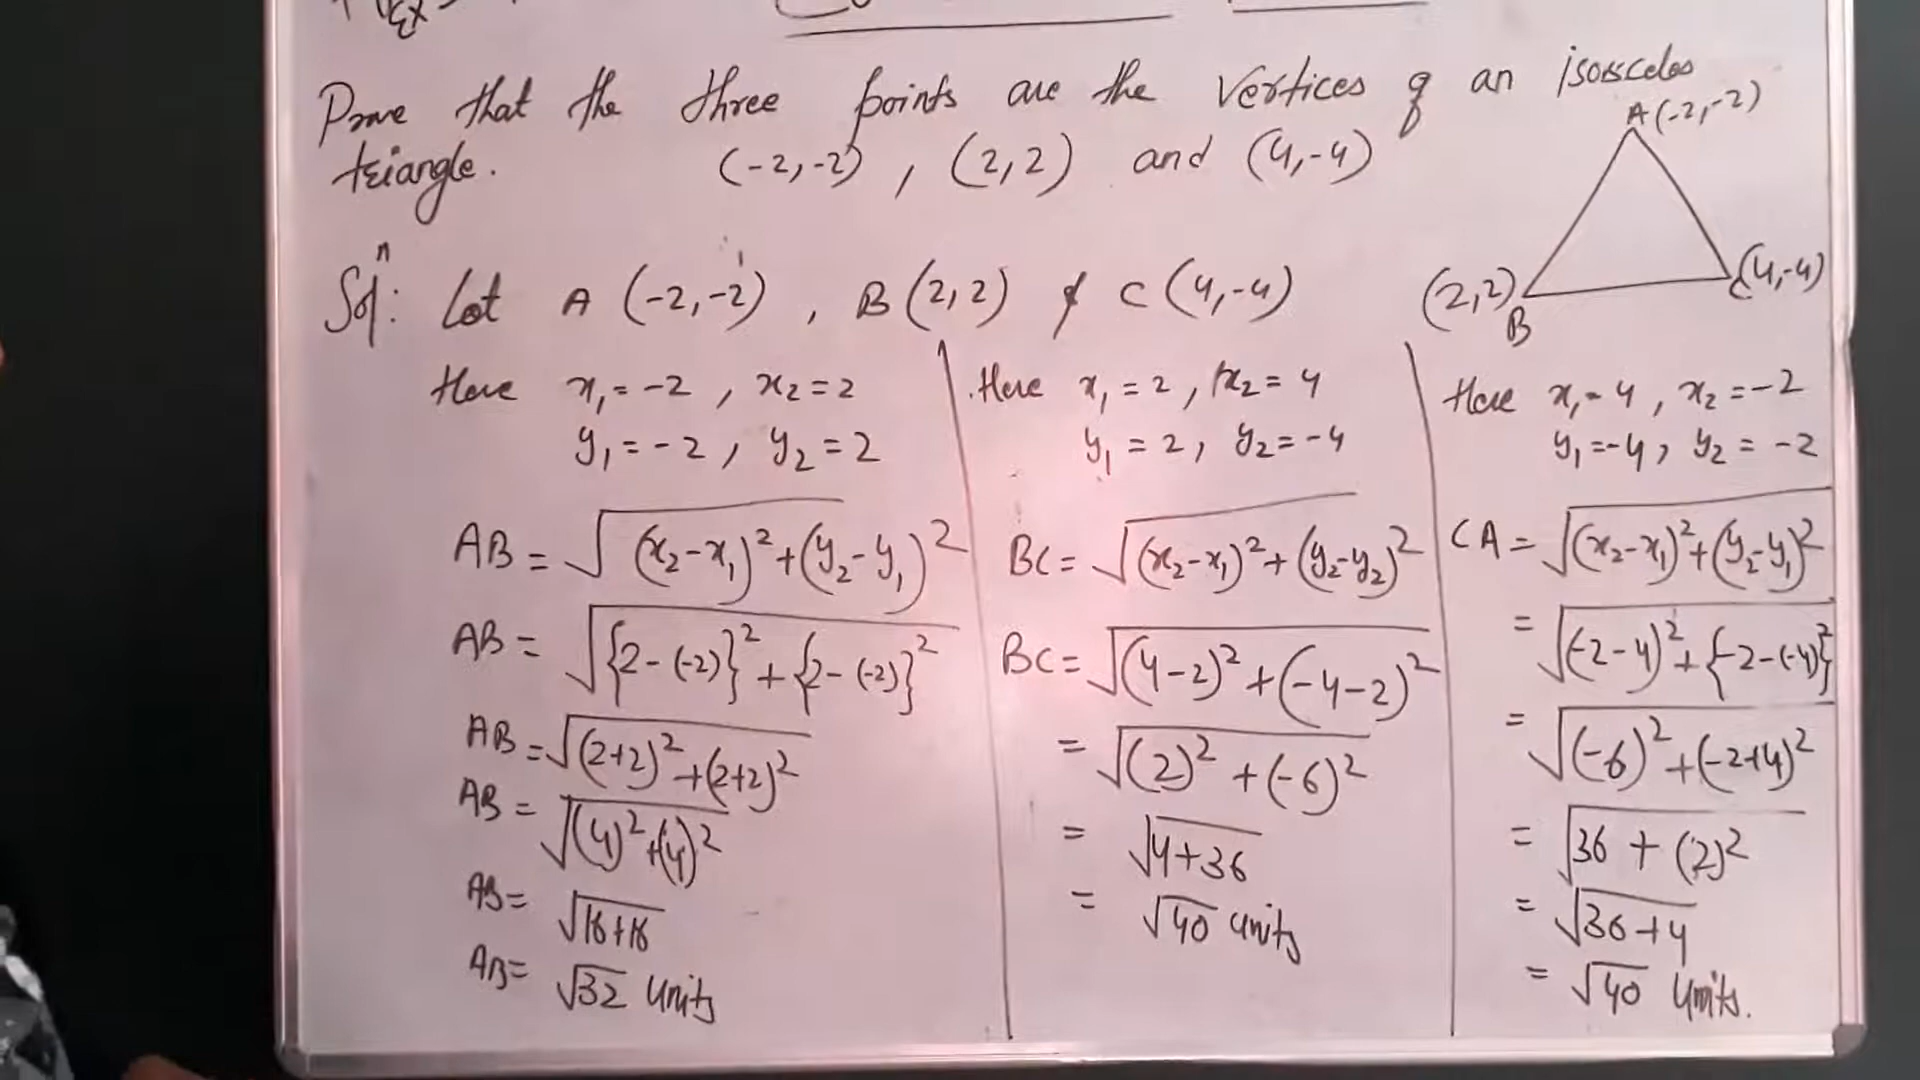 Ex
Prove that the three points are the vertices of an isosceles
triangle. (-2,-2) , (2,2) and (4,-4)
A(-2,-2)
(2,2)
B
C(4,-4)
Solⁿ: Let A (-2,-2) , B (2,2) & C (4,-4)
Here x₁ = -2 , x₂ = 2
y₁ = -2 , y₂ = 2
AB = √(x₂-x₁)²+(y₂-y₁)²
AB = √{2-(-2)}²+{2-(-2)}²
AB = √(2+2)²+(2+2)²
AB = √(4)²+(4)²
AB = √16+16
AB = √32 units
Here x₁ = 2 , x₂ = 4
y₁ = 2 , y₂ = -4
BC = √(x₂-x₁)²+(y₂-y₂)²
BC = √(4-2)²+(-4-2)²
= √(2)²+(-6)²
= √4+36
= √40 units
Here x₁ = 4 , x₂ = -2
y₁ = -4 , y₂ = -2
CA = √(x₂-x₁)²+(y₂-y₁)²
= √(-2-4)²+{-2-(-4)}²
= √(-6)²+(-2+4)²
= √36+(2)²
= √36+4
= √40 units.